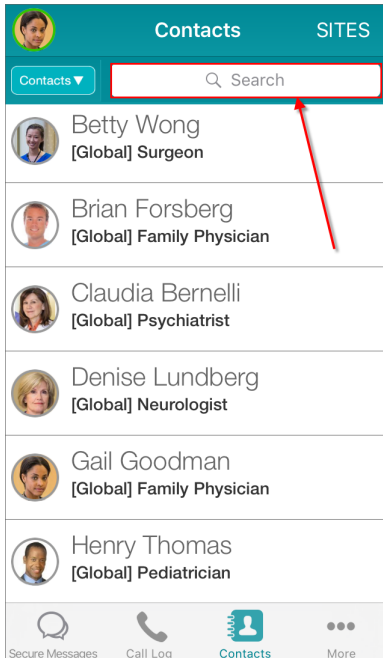 Contacts SITES
Contacts▼ Search
Betty Wong
[Global] Surgeon
Brian Forsberg
[Global] Family Physician
Claudia Bernelli
[Global] Psychiatrist
Denise Lundberg
[Global] Neurologist
Gail Goodman
[Global] Family Physician
Henry Thomas
[Global] Pediatrician
Secure Messages Call Log Contacts More